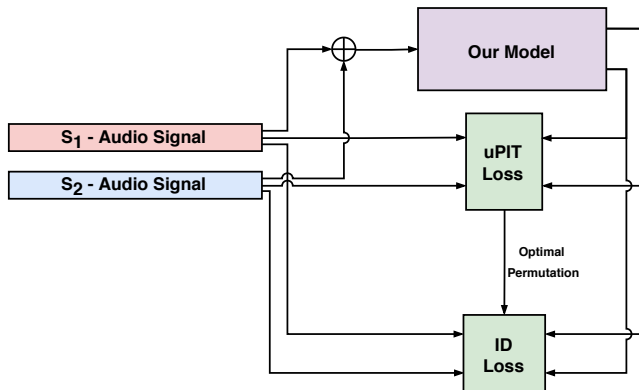 Our Model
S1 - Audio Signal
S2 - Audio Signal
uPIT
Loss
Optimal
Permutation
ID
Loss